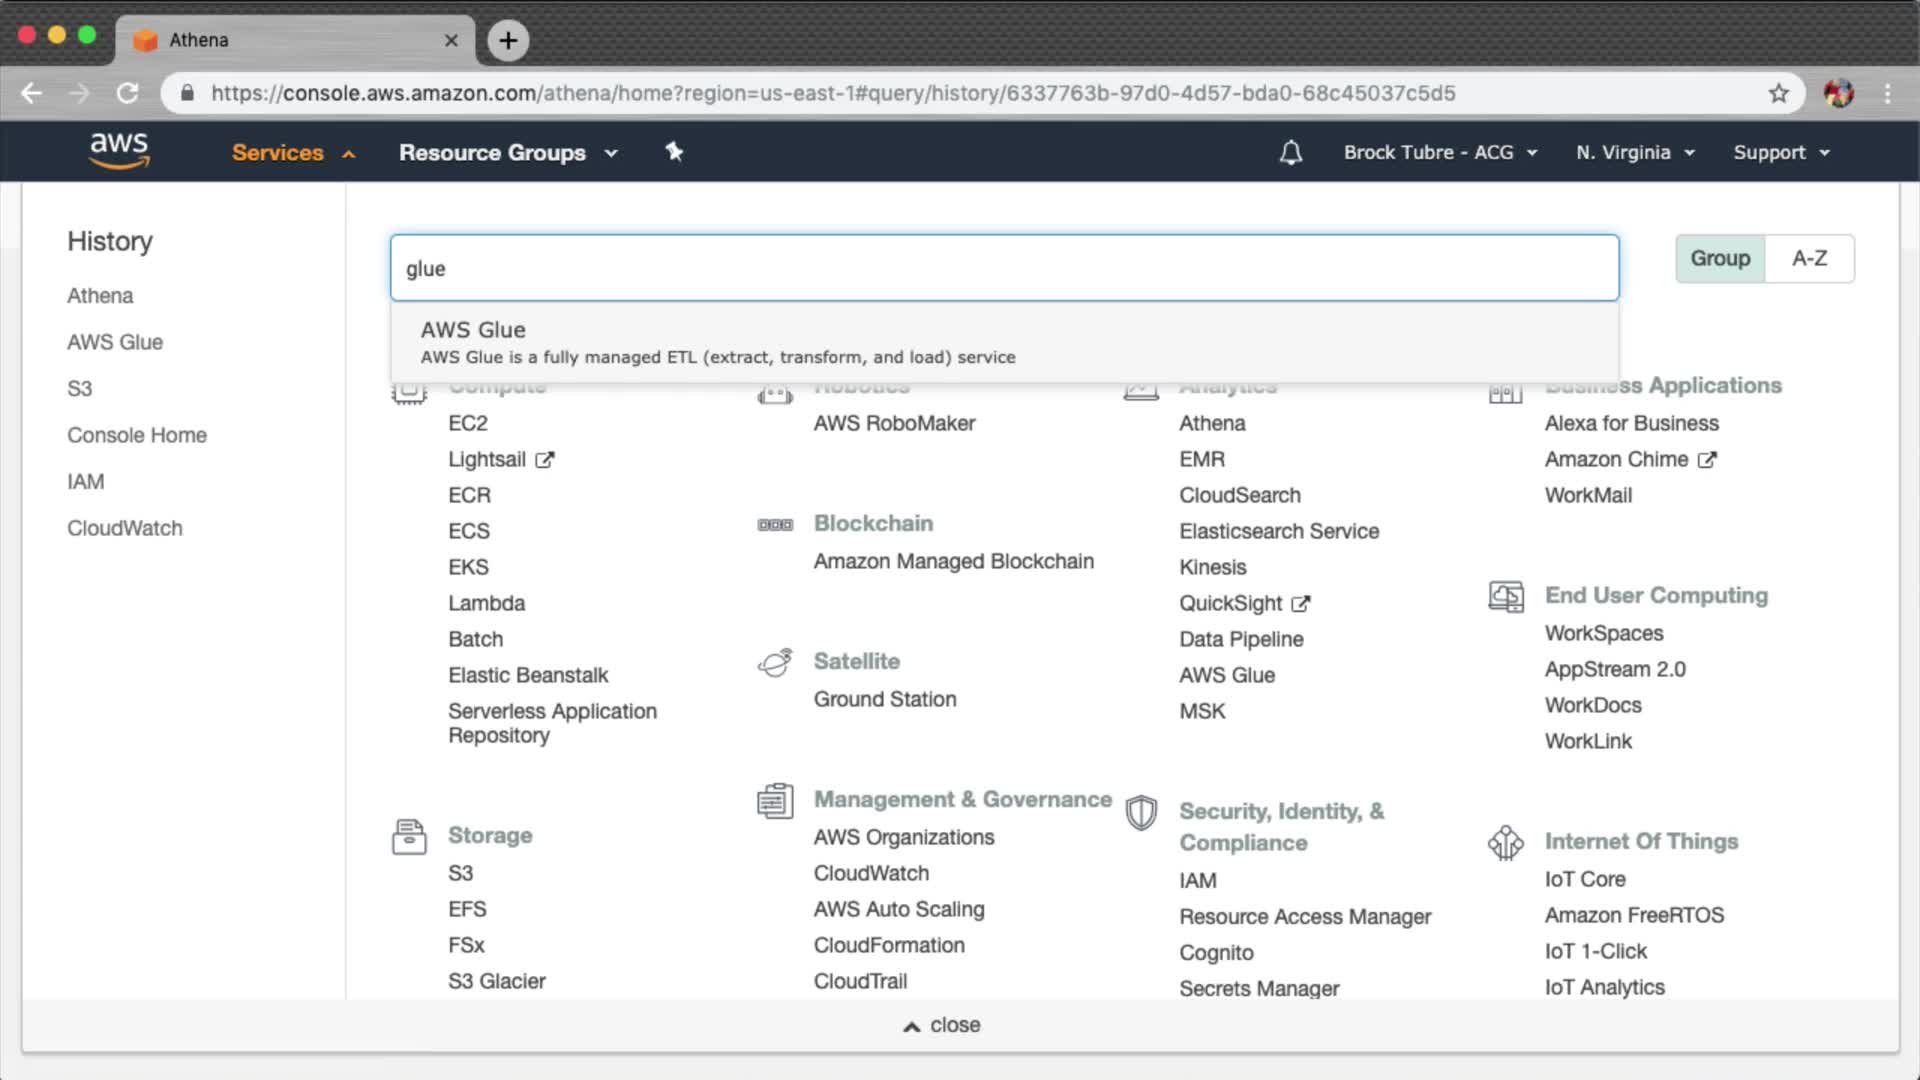 Athena
https://console.aws.amazon.com/athena/home?region=us-east-1#query/history/6337763b-97d0-4d57-bda0-68c45037c5d5
aws
Services
Resource Groups
Brock Tubre - ACG
N. Virginia
Support
History
Athena
AWS Glue
S3
Console Home
IAM
CloudWatch
glue
Group
A-Z
AWS Glue
AWS Glue is a fully managed ETL (extract, transform, and load) service
Compute
EC2
Lightsail
ECR
ECS
EKS
Lambda
Batch
Elastic Beanstalk
Serverless Application
Repository
Storage
S3
EFS
FSx
S3 Glacier
Robotics
AWS RoboMaker
Blockchain
Amazon Managed Blockchain
Satellite
Ground Station
Management & Governance
AWS Organizations
CloudWatch
AWS Auto Scaling
CloudFormation
CloudTrail
Analytics
Athena
EMR
CloudSearch
Elasticsearch Service
Kinesis
QuickSight
Data Pipeline
AWS Glue
MSK
Security, Identity, &
Compliance
IAM
Resource Access Manager
Cognito
Secrets Manager
Business Applications
Alexa for Business
Amazon Chime
WorkMail
End User Computing
WorkSpaces
AppStream 2.0
WorkDocs
WorkLink
Internet Of Things
IoT Core
Amazon FreeRTOS
IoT 1-Click
IoT Analytics
close